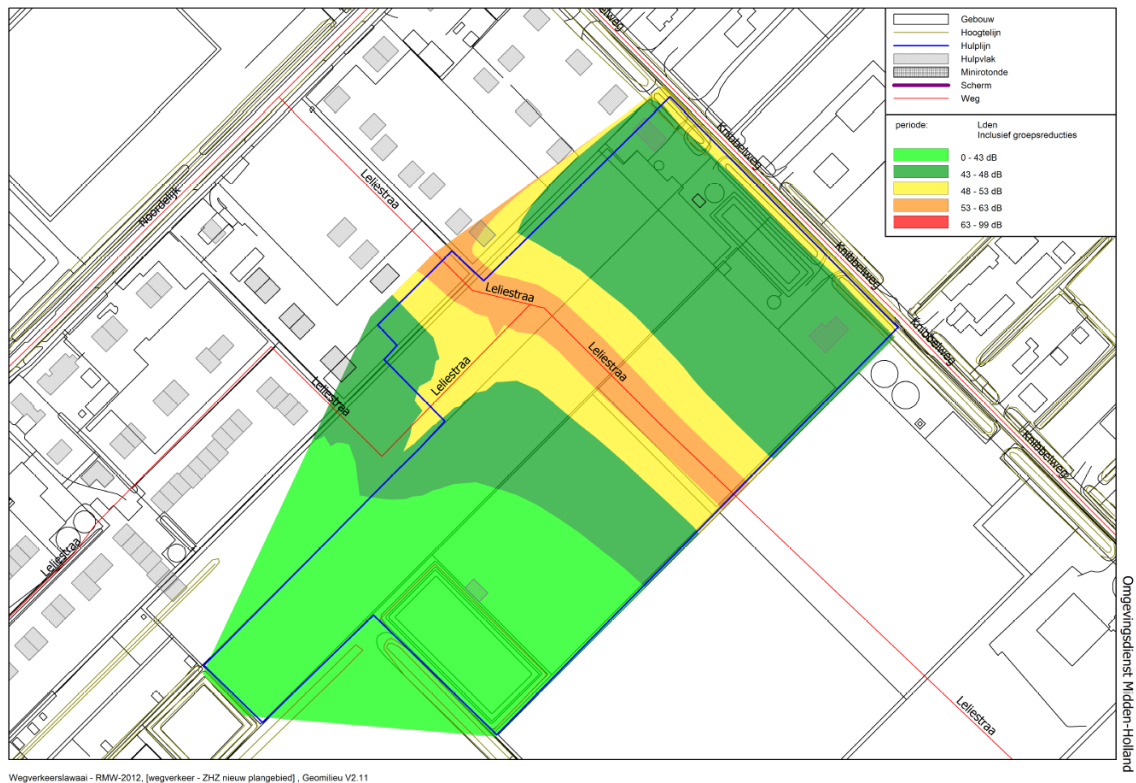 Gebouw
Hoogtelijn
Hulplijn
Hulpvlak
Minirotonde
Scherm
Weg
periode: Lden
Inclusief groepsreducties
0 - 43 dB
43 - 48 dB
48 - 53 dB
53 - 63 dB
63 - 99 dB
Knibbelweg
Knibbelweg
Knibbelweg
Knibbelweg
Noordelijk
Leliestraa
Leliestraa
Leliestraa
Leliestraa
Leliestraa
Leliestraa
Leliestraa
Omgevingsdienst Midden-Holland
Wegverkeerslawaai - RMW-2012, [wegverkeer - ZHZ nieuw plangebied] , Geomilieu V2.11